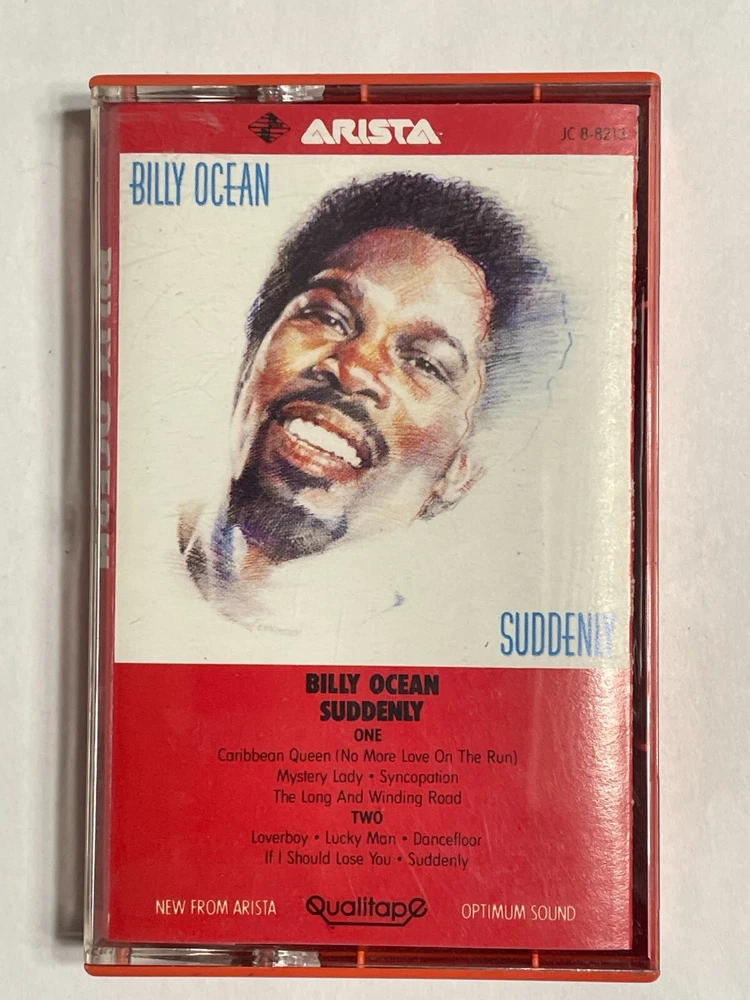 ARISTA
JC 8-8213
BILLY OCEAN
BILLY OCEAN
SUDDENLY
BILLY OCEAN
SUDDENLY
ONE
Caribbean Queen (No More Love On The Run)
Mystery Lady • Syncopation
The Long And Winding Road
TWO
Loverboy • Lucky Man • Dancefloor
If I Should Lose You • Suddenly
NEW FROM ARISTA
Qualitape
OPTIMUM SOUND